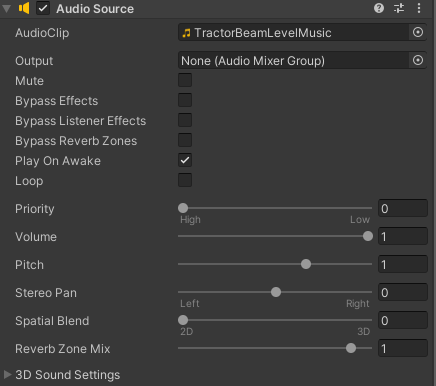 Audio Source
AudioClip TractorBeamLevelMusic
Output None (Audio Mixer Group)
Mute
Bypass Effects
Bypass Listener Effects
Bypass Reverb Zones
Play On Awake
Loop
Priority 0
High Low
Volume 1
Pitch 1
Stereo Pan 0
Left Right
Spatial Blend 0
2D 3D
Reverb Zone Mix 1
3D Sound Settings